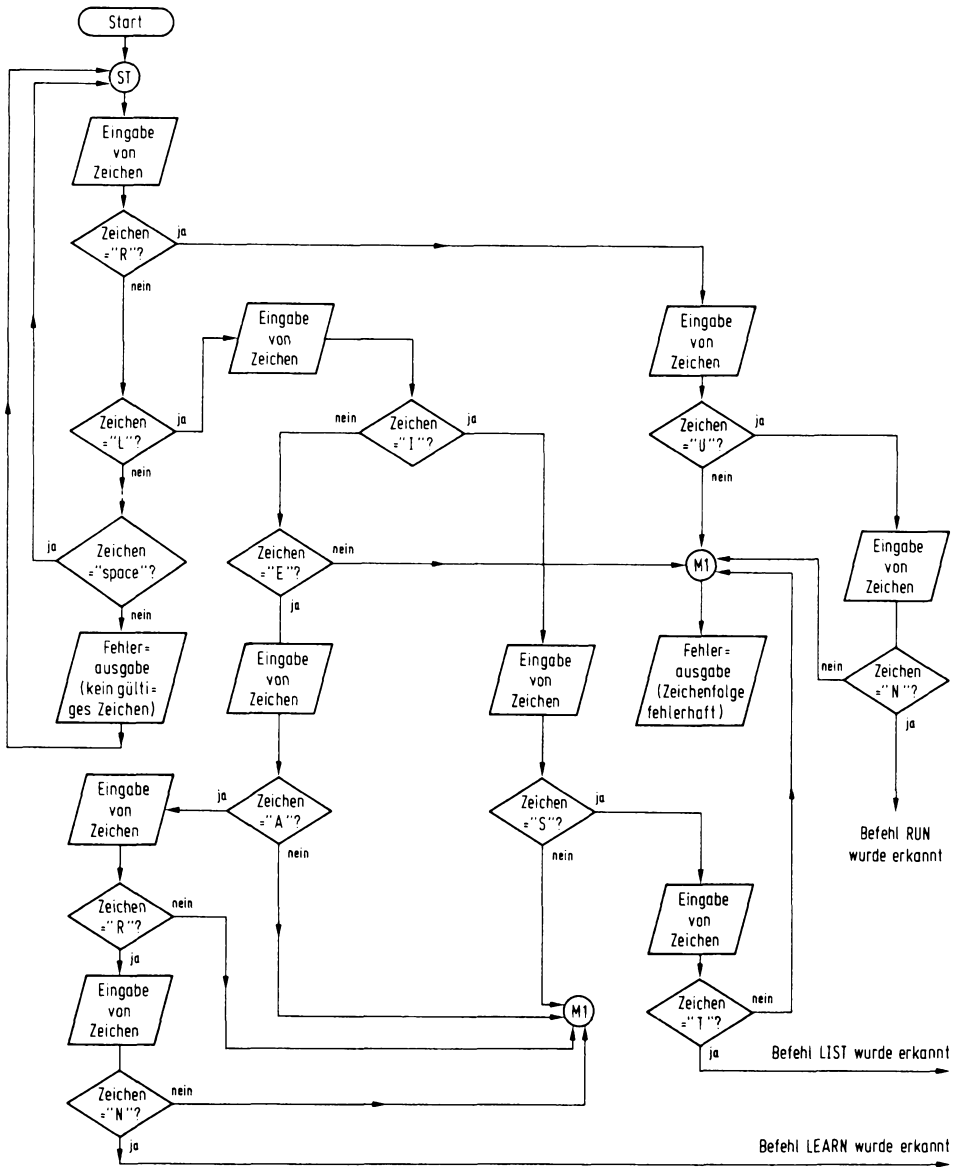 Start
ST
Eingabe
von
Zeichen
Zeichen
="R"?
ja
nein
Eingabe
von
Zeichen
Eingabe
von
Zeichen
Zeichen
="L"?
ja
nein
nein
Zeichen
="I"?
ja
Zeichen
="U"?
ja
nein
ja
Zeichen
="space"?
nein
Zeichen
="E"?
nein
ja
M1
Eingabe
von
Zeichen
Fehler=
ausgabe
(kein gülti=
ges Zeichen)
Eingabe
von
Zeichen
Eingabe
von
Zeichen
Fehler=
ausgabe
(Zeichenfolge
fehlerhaft)
nein
Zeichen
="N"?
ja
Eingabe
von
Zeichen
ja
Zeichen
="A"?
nein
Zeichen
="S"?
ja
nein
Befehl RUN
wurde erkannt
Zeichen
="R"?
nein
ja
Eingabe
von
Zeichen
Eingabe
von
Zeichen
M1
Zeichen
="T"?
nein
ja
Befehl LIST wurde erkannt
Zeichen
="N"?
nein
ja
Befehl LEARN wurde erkannt